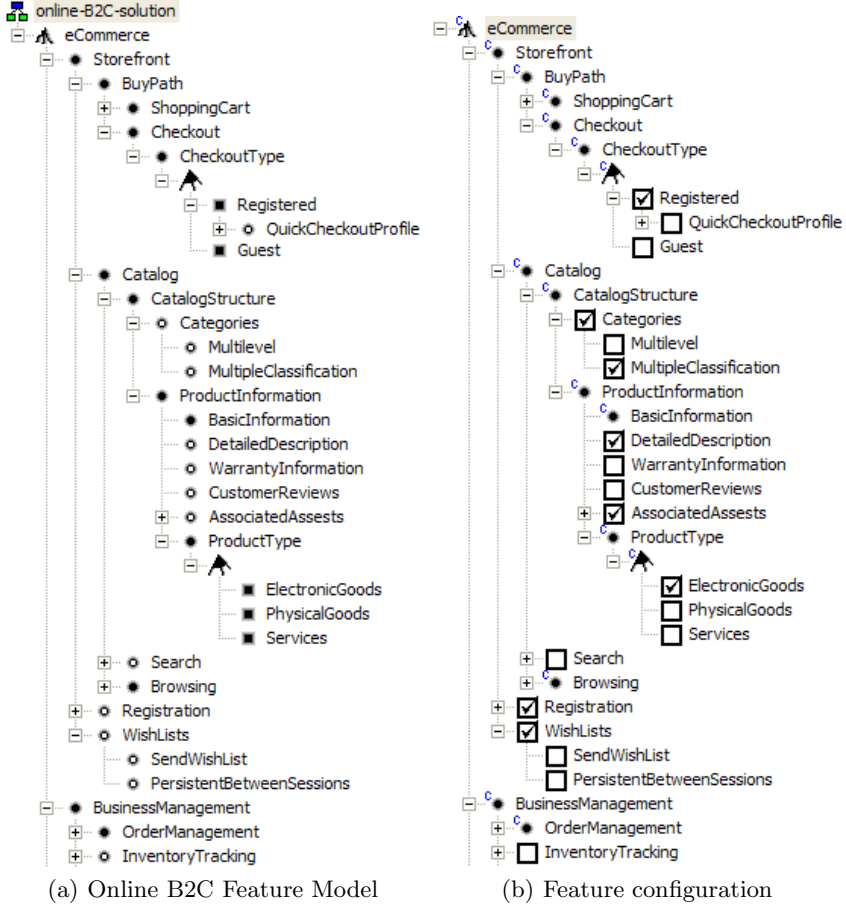 online-B2C-solution
eCommerce
Storefront
BuyPath
ShoppingCart
Checkout
CheckoutType
Registered
QuickCheckoutProfile
Guest
Catalog
CatalogStructure
Categories
Multilevel
MultipleClassification
ProductInformation
BasicInformation
DetailedDescription
WarrantyInformation
CustomerReviews
AssociatedAssests
ProductType
ElectronicGoods
PhysicalGoods
Services
Search
Browsing
Registration
WishLists
SendWishList
PersistentBetweenSessions
BusinessManagement
OrderManagement
InventoryTracking
(a) Online B2C Feature Model
C eCommerce
C Storefront
C BuyPath
C ShoppingCart
C Checkout
C CheckoutType
C
Registered
QuickCheckoutProfile
Guest
C Catalog
C CatalogStructure
Categories
Multilevel
MultipleClassification
C ProductInformation
C BasicInformation
DetailedDescription
WarrantyInformation
CustomerReviews
AssociatedAssests
C ProductType
C
ElectronicGoods
PhysicalGoods
Services
Search
C Browsing
Registration
WishLists
SendWishList
PersistentBetweenSessions
C BusinessManagement
C OrderManagement
InventoryTracking
(b) Feature configuration